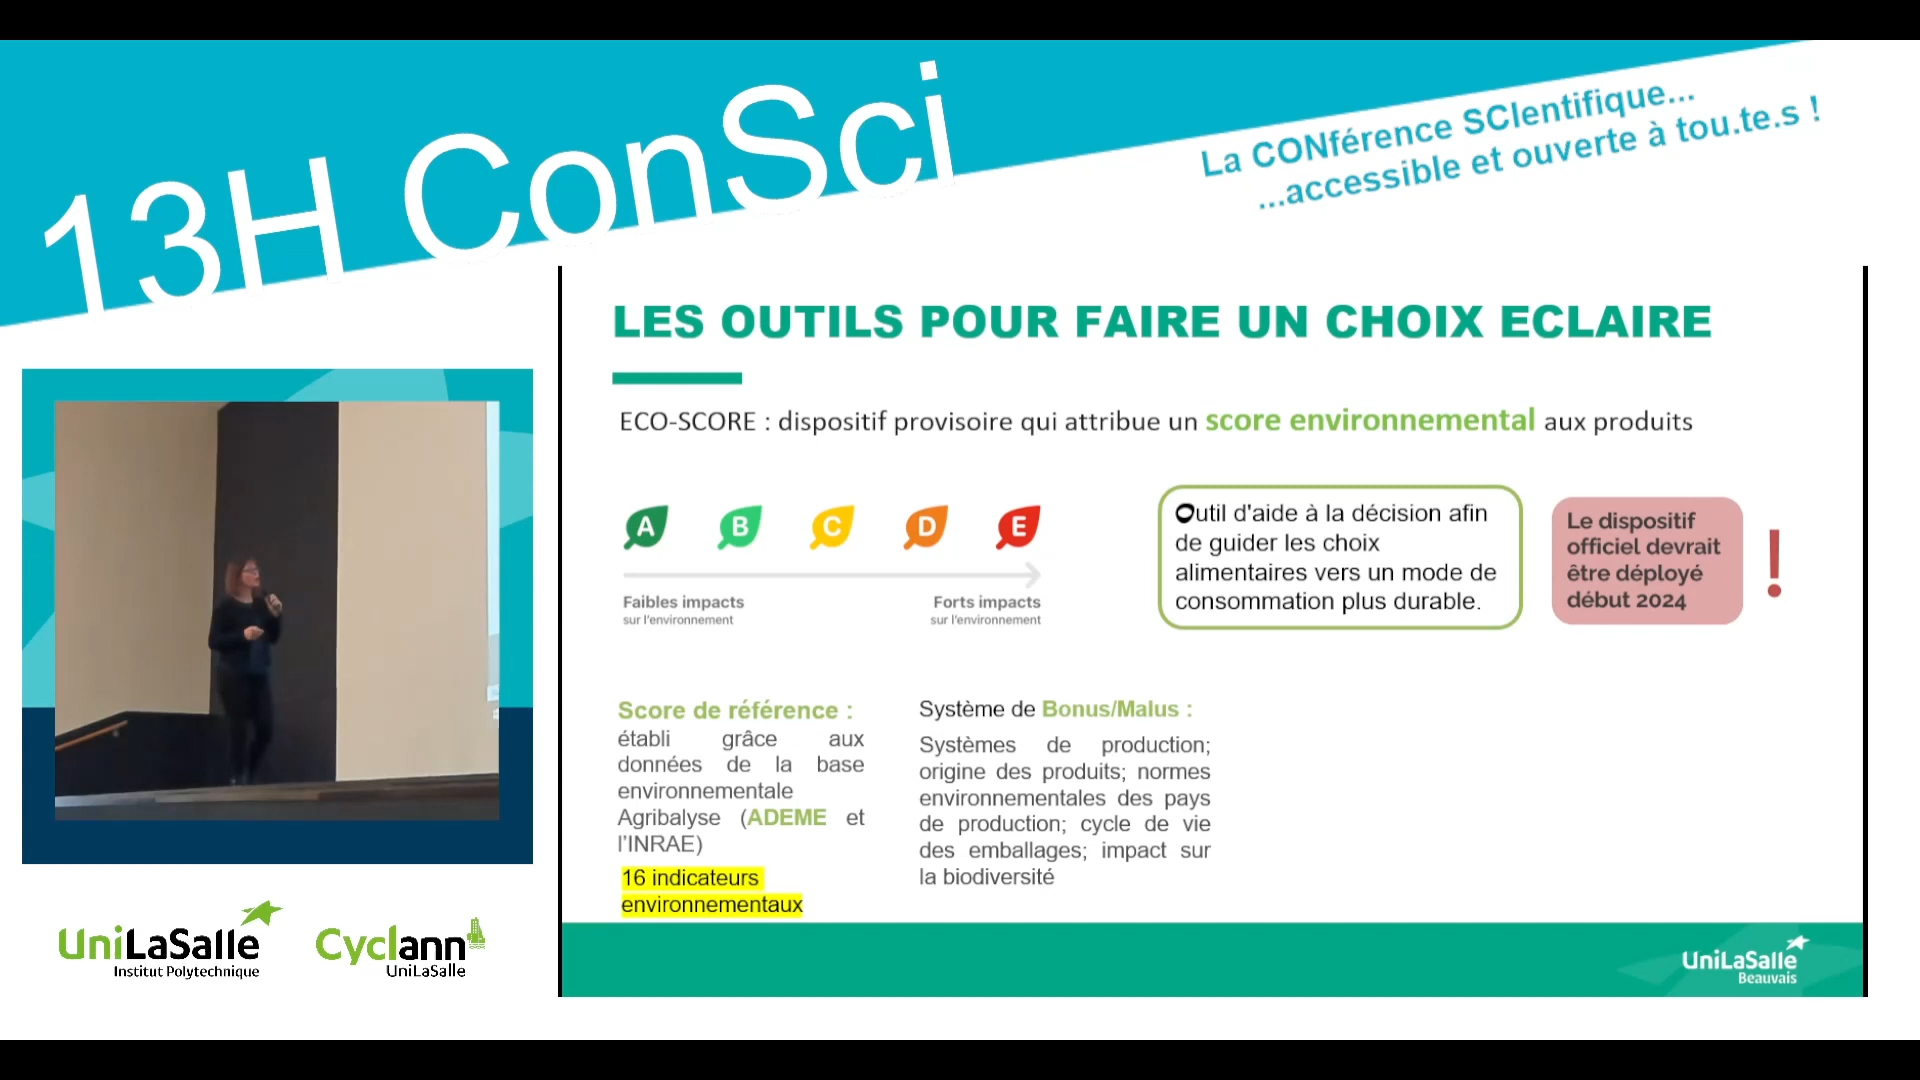 13H ConSci
La CONférence SCIentifique...
...accessible et ouverte à tou.te.s !
LES OUTILS POUR FAIRE UN CHOIX ECLAIRE
ECO-SCORE : dispositif provisoire qui attribue un score environnemental aux produits
A B C D E
Faibles impacts
sur l'environnement
Forts impacts
sur l'environnement
Outil d'aide à la décision afin
de guider les choix
alimentaires vers un mode de
consommation plus durable.
Le dispositif
officiel devrait
être déployé
début 2024
!
Score de référence :
établi grâce aux
données de la base
environnementale
Agribalyse (ADEME et
l'INRAE)
16 indicateurs
environnementaux
Système de Bonus/Malus :
Systèmes de production;
origine des produits; normes
environnementales des pays
de production; cycle de vie
des emballages; impact sur
la biodiversité
UniLaSalle
Institut Polytechnique
Cyclann
UniLaSalle
UniLaSalle
Beauvais